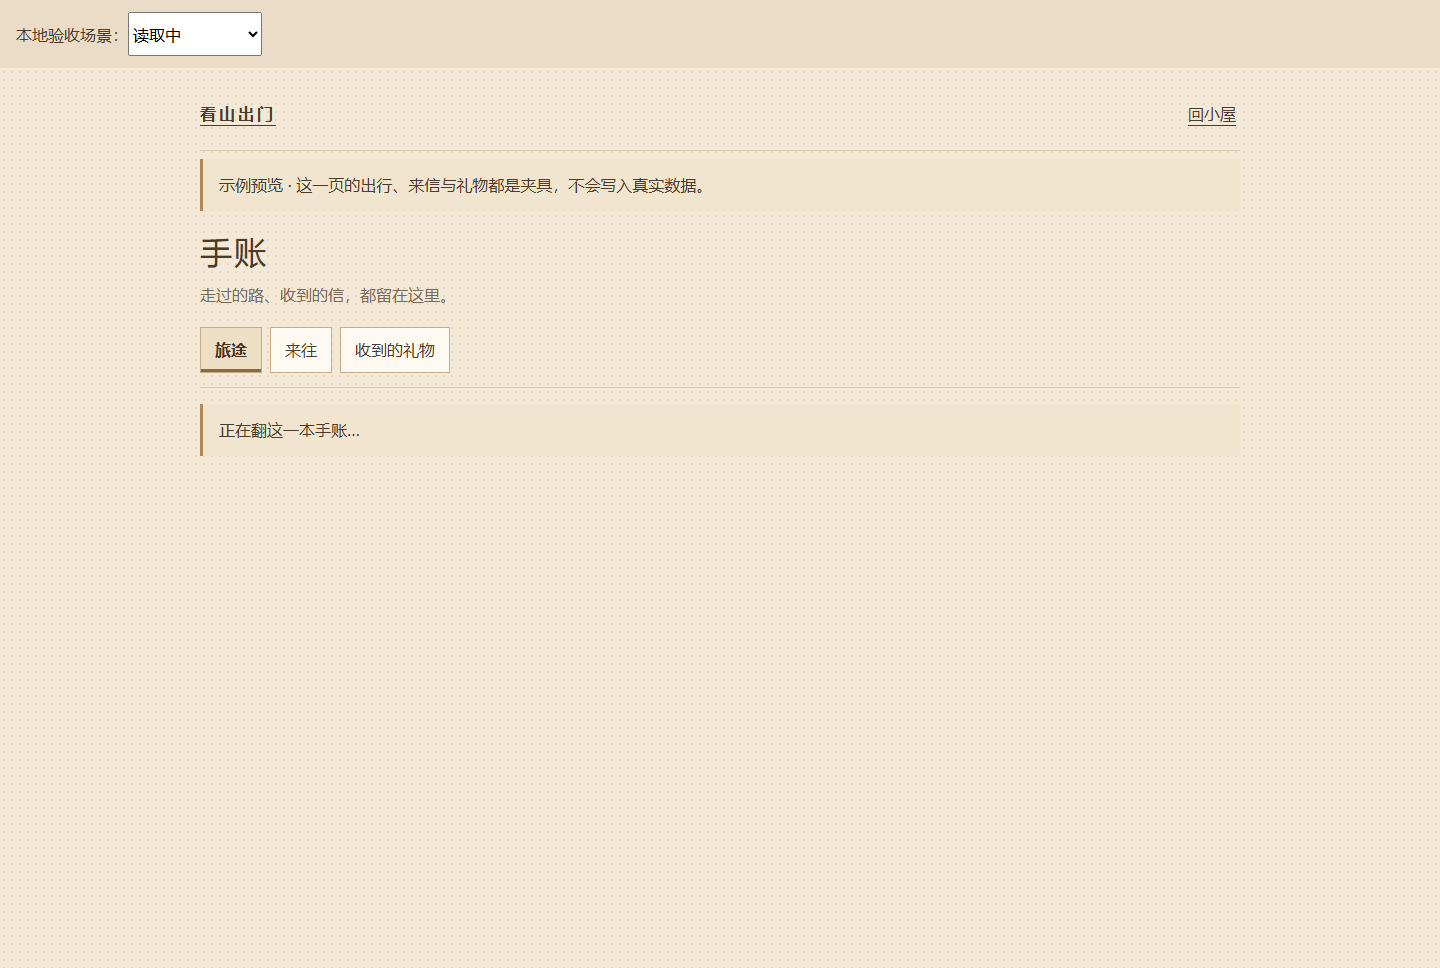 本地验收场景： 读取中
看山出门 回小屋
示例预览 · 这一页的出行、来信与礼物都是夹具，不会写入真实数据。
手账
走过的路、收到的信，都留在这里。
旅途 来往 收到的礼物
正在翻这一本手账…